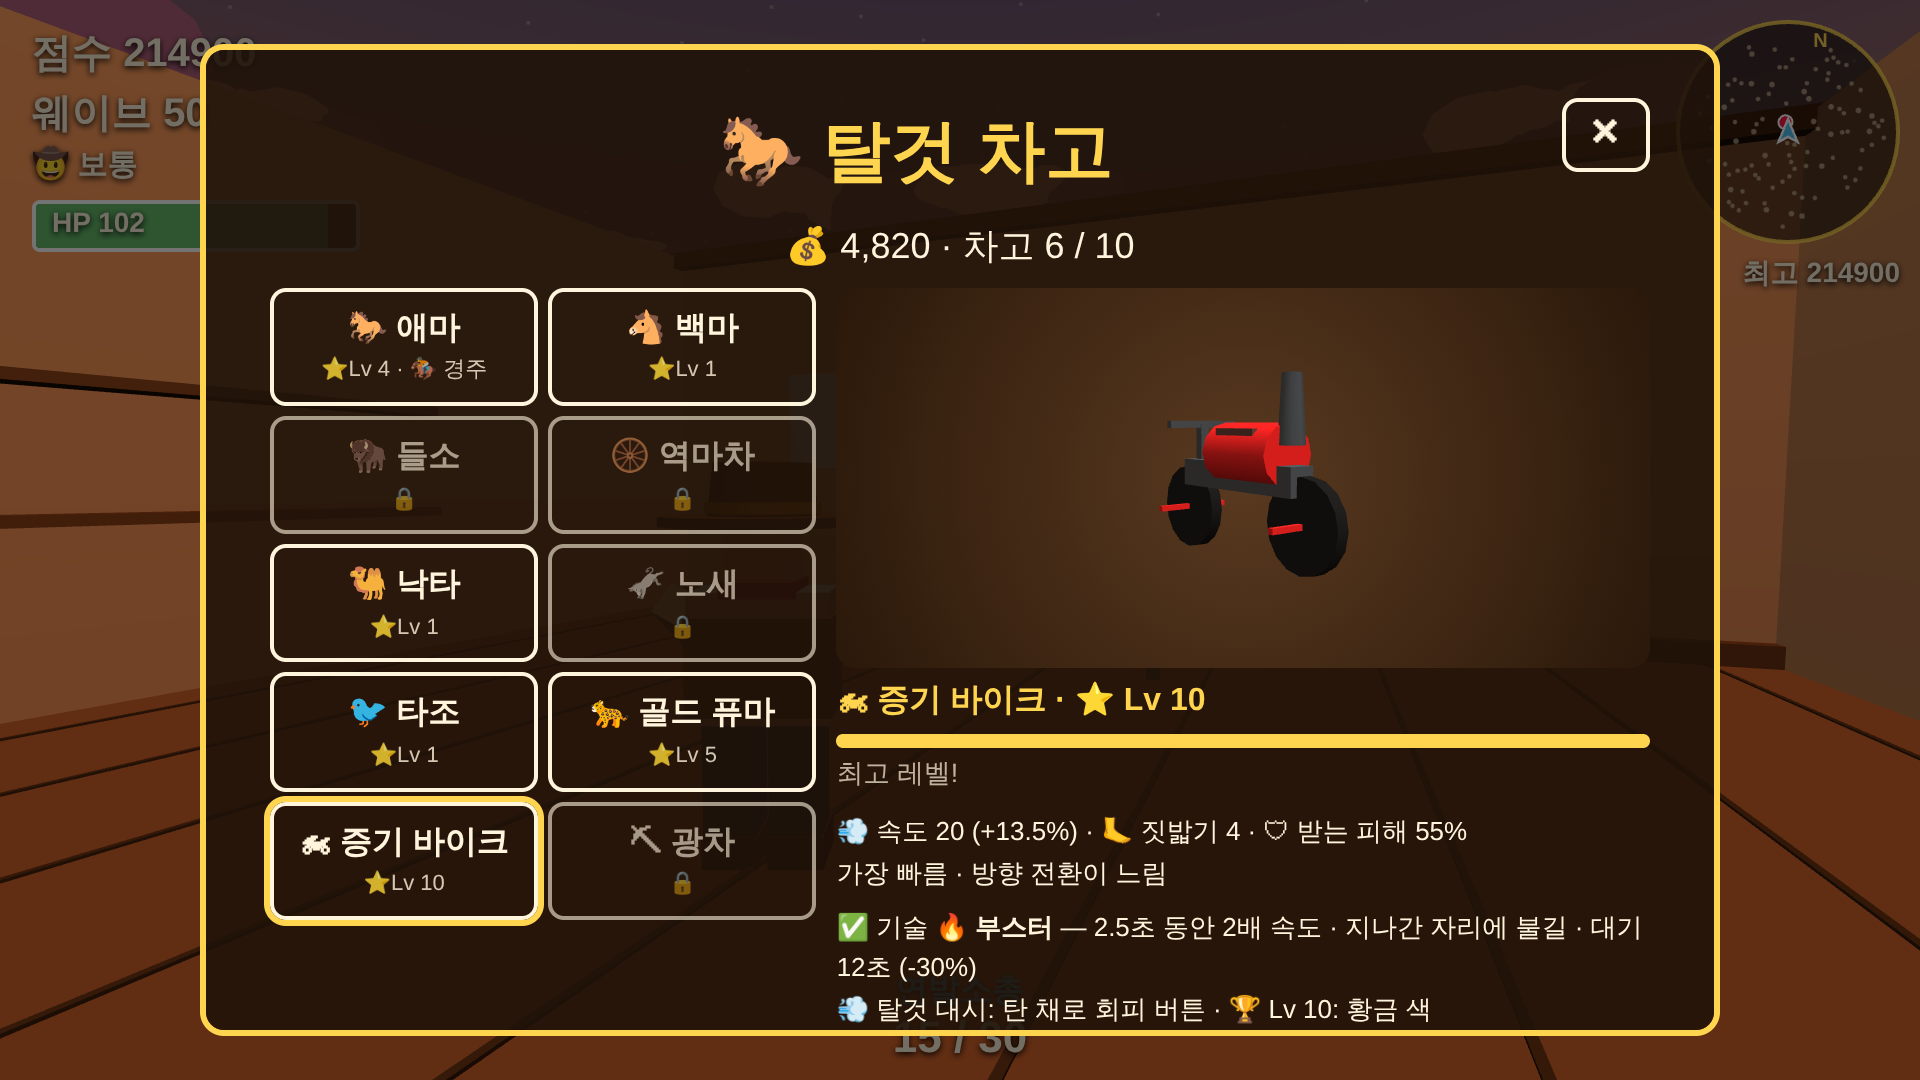 점수 214900
웨이브 50
🤠 보통
HP 102
N
최고 214900
🐎 탈것 차고
✕
💰 4,820 · 차고 6 / 10
🐎 애마
⭐Lv 4 · 🏇 경주
🐴 백마
⭐Lv 1
🦬 들소
🔒
🛞 역마차
🔒
🐫 낙타
⭐Lv 1
🫏 노새
🔒
🐦 타조
⭐Lv 1
🐆 골드 퓨마
⭐Lv 5
🏍 증기 바이크
⭐Lv 10
⛏ 광차
🔒
🏍 증기 바이크 · ⭐ Lv 10
최고 레벨!
💨 속도 20 (+13.5%) · 🦶 짓밟기 4 · 🛡 받는 피해 55%
가장 빠름 · 방향 전환이 느림
✅ 기술 🔥 부스터 — 2.5초 동안 2배 속도 · 지나간 자리에 불길 · 대기
12초 (-30%)
💨 탈것 대시: 탄 채로 회피 버튼 · 🏆 Lv 10: 황금 색
15 / 30